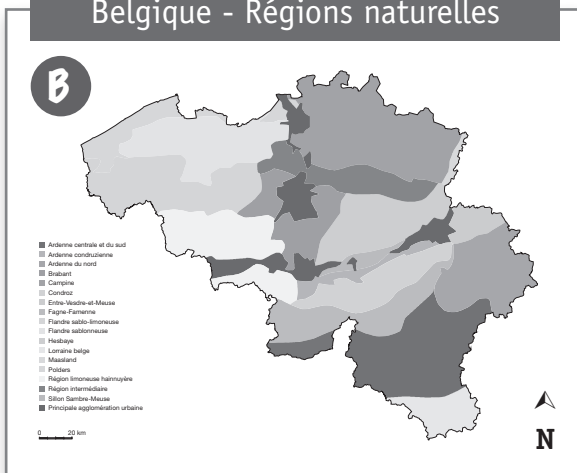 Belgique - Régions naturelles
B
Ardenne centrale et du sud
Ardenne condruzienne
Ardenne du nord
Brabant
Campine
Condroz
Entre-Vesdre-et-Meuse
Fagne-Famenne
Flandre sablo-limoneuse
Flandre sablonneuse
Hesbaye
Lorraine belge
Maasland
Polders
Région limoneuse hainnuyère
Région intermédiaire
Sillon Sambre-Meuse
Principale agglomération urbaine
0 20 km
N